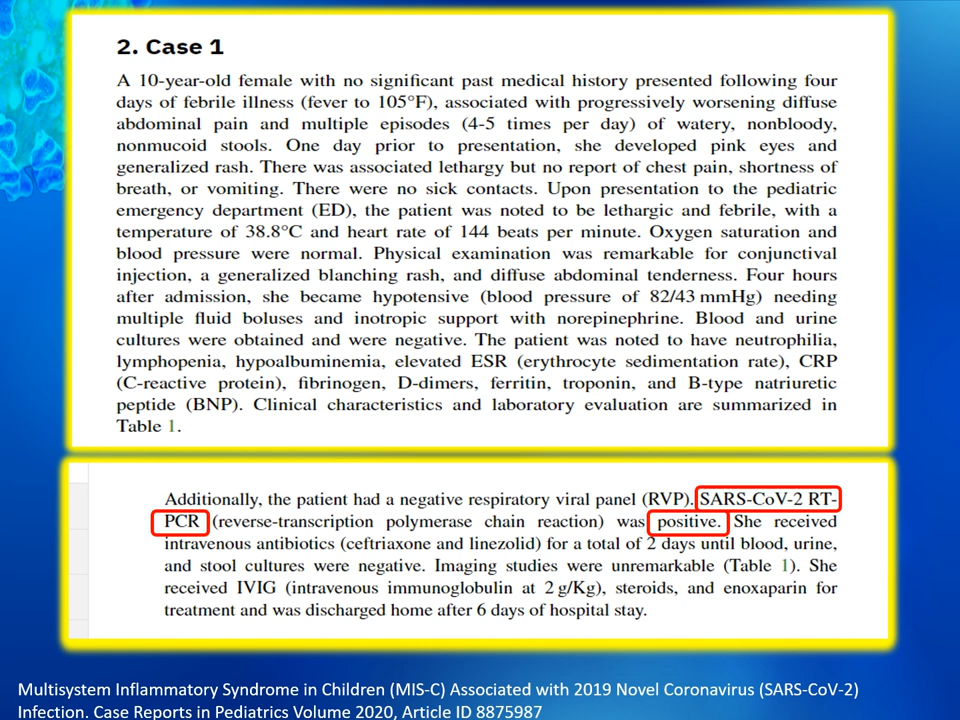 2. Case 1
A 10-year-old female with no significant past medical history presented following four
days of febrile illness (fever to 105°F), associated with progressively worsening diffuse
abdominal pain and multiple episodes (4-5 times per day) of watery, nonbloody,
nonmucoid stools. One day prior to presentation, she developed pink eyes and
generalized rash. There was associated lethargy but no report of chest pain, shortness of
breath, or vomiting. There were no sick contacts. Upon presentation to the pediatric
emergency department (ED), the patient was noted to be lethargic and febrile, with a
temperature of 38.8°C and heart rate of 144 beats per minute. Oxygen saturation and
blood pressure were normal. Physical examination was remarkable for conjunctival
injection, a generalized blanching rash, and diffuse abdominal tenderness. Four hours
after admission, she became hypotensive (blood pressure of 82/43 mmHg) needing
multiple fluid boluses and inotropic support with norepinephrine. Blood and urine
cultures were obtained and were negative. The patient was noted to have neutrophilia,
lymphopenia, hypoalbuminemia, elevated ESR (erythrocyte sedimentation rate), CRP
(C-reactive protein), fibrinogen, D-dimers, ferritin, troponin, and B-type natriuretic
peptide (BNP). Clinical characteristics and laboratory evaluation are summarized in
Table 1.
Additionally, the patient had a negative respiratory viral panel (RVP). SARS-CoV-2 RT-
PCR (reverse-transcription polymerase chain reaction) was positive. She received
intravenous antibiotics (ceftriaxone and linezolid) for a total of 2 days until blood, urine,
and stool cultures were negative. Imaging studies were unremarkable (Table 1). She
received IVIG (intravenous immunoglobulin at 2 g/Kg), steroids, and enoxaparin for
treatment and was discharged home after 6 days of hospital stay.
Multisystem Inflammatory Syndrome in Children (MIS-C) Associated with 2019 Novel Coronavirus (SARS-CoV-2)
Infection. Case Reports in Pediatrics Volume 2020, Article ID 8875987